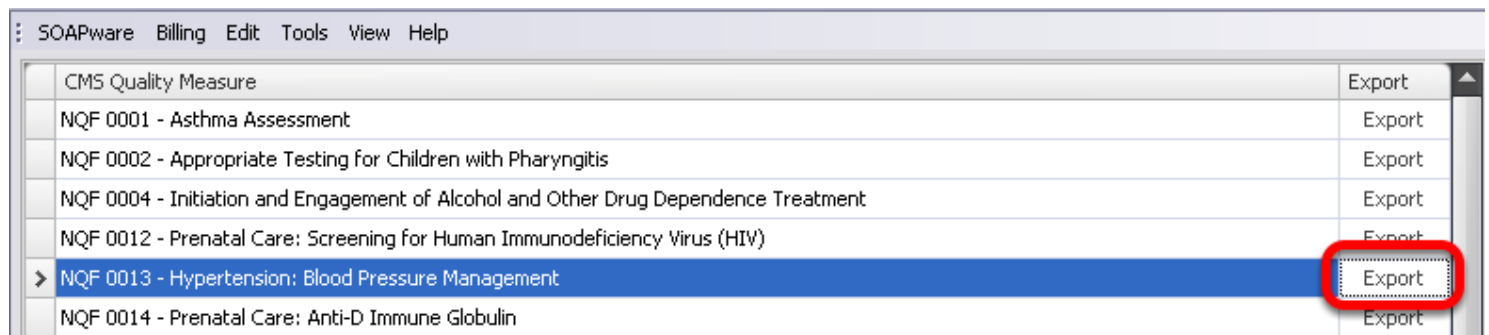 SOAPware Billing Edit Tools View Help
CMS Quality Measure Export
NQF 0001 - Asthma Assessment Export
NQF 0002 - Appropriate Testing for Children with Pharyngitis Export
NQF 0004 - Initiation and Engagement of Alcohol and Other Drug Dependence Treatment Export
NQF 0012 - Prenatal Care: Screening for Human Immunodeficiency Virus (HIV) Export
NQF 0013 - Hypertension: Blood Pressure Management Export
NQF 0014 - Prenatal Care: Anti-D Immune Globulin Export